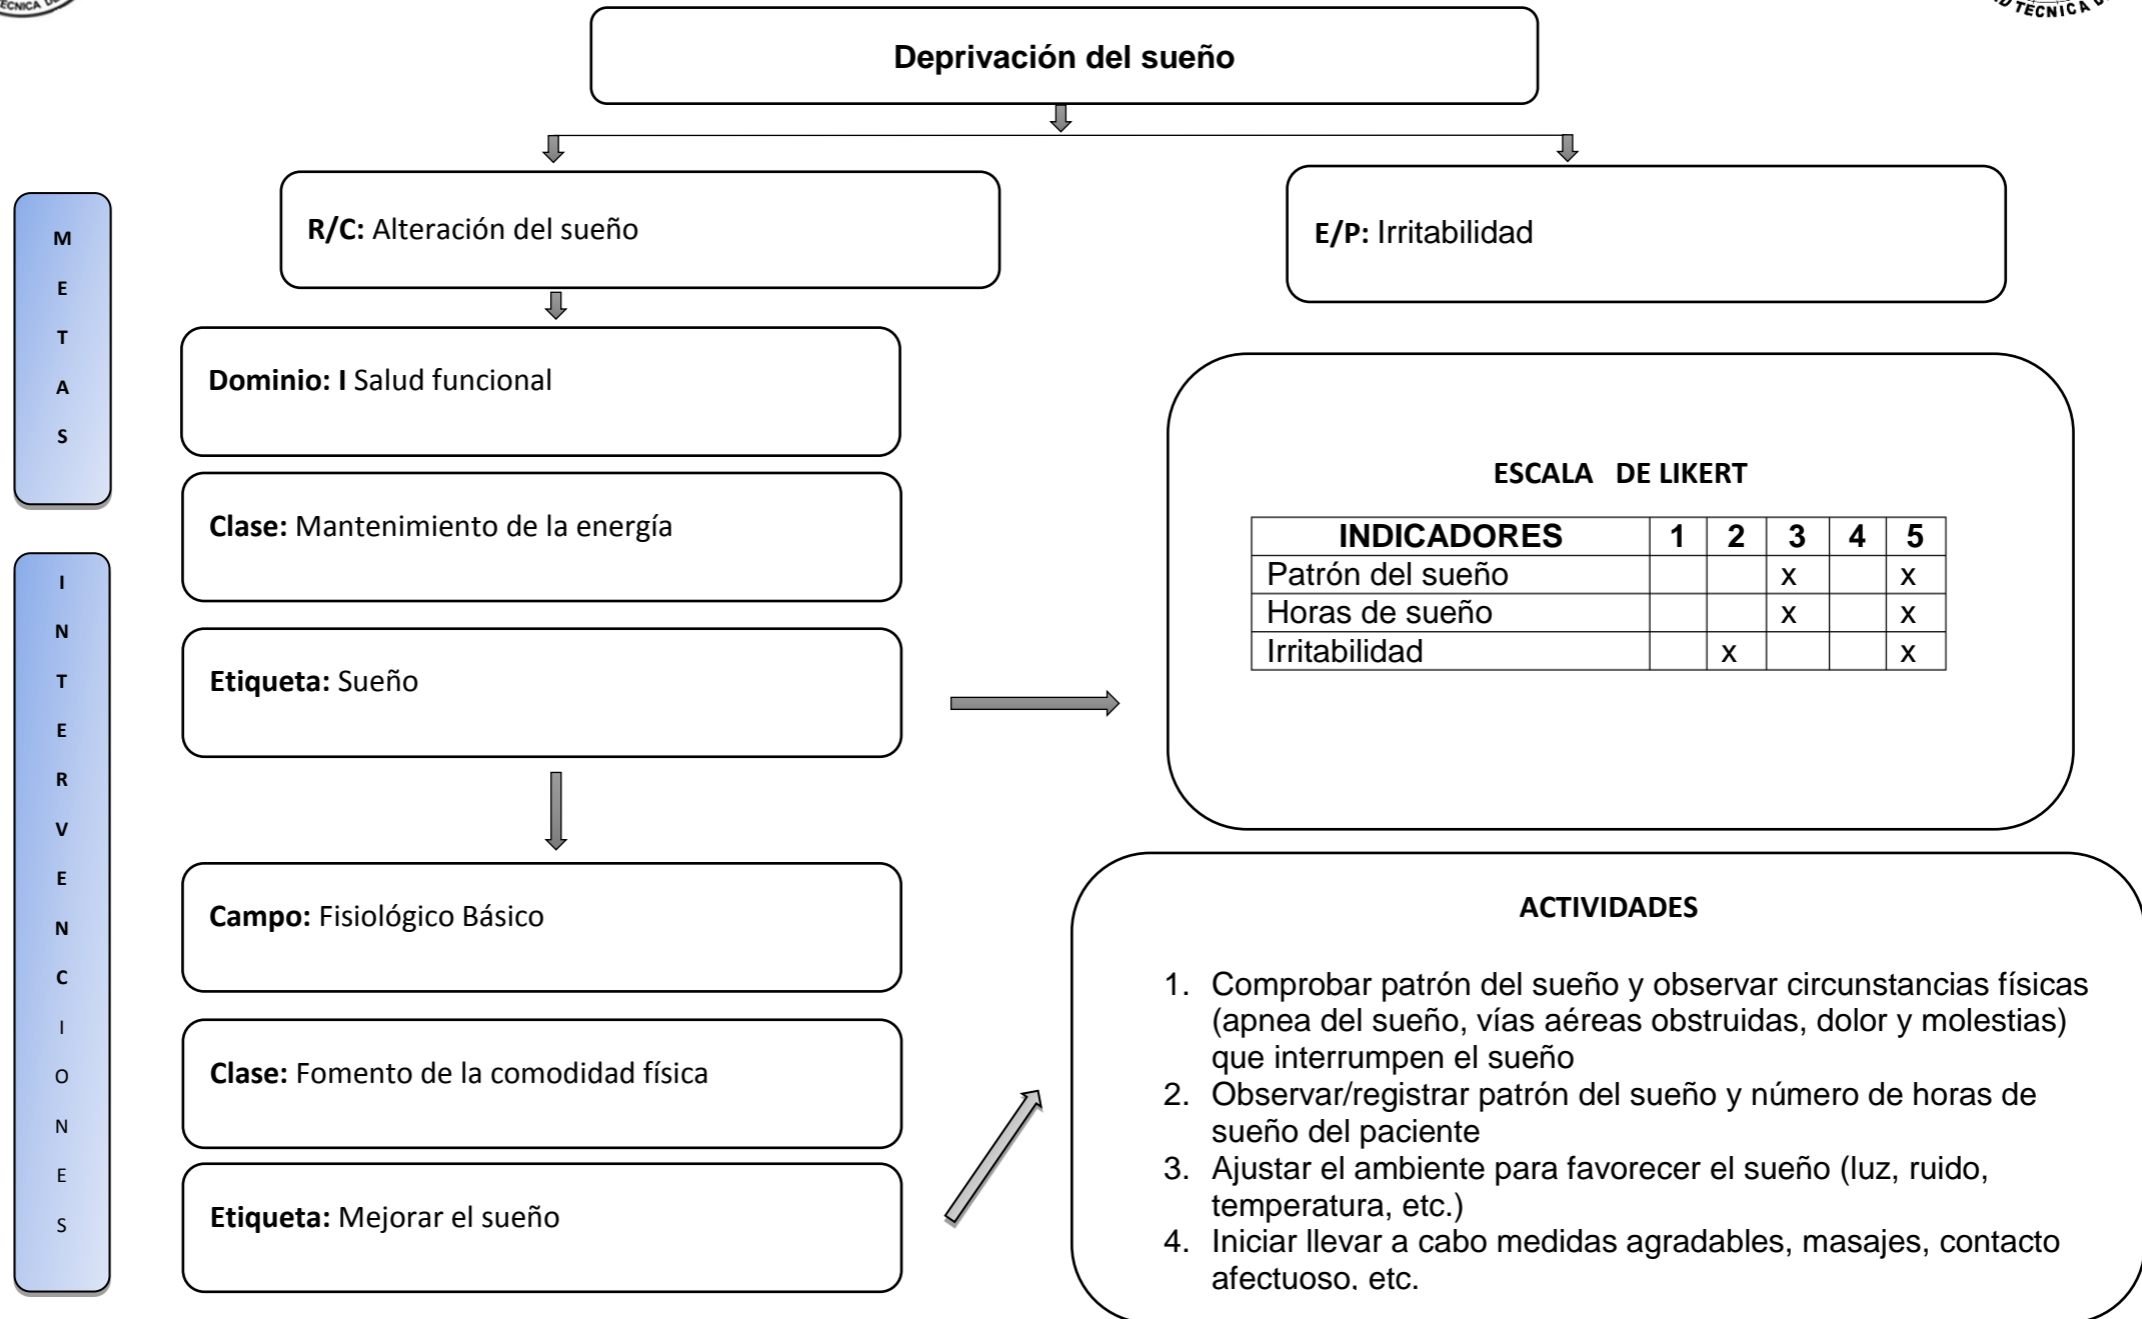 TÉCNICA D
D TÉCNICA D
Deprivación del sueño
R/C: Alteración del sueño
E/P: Irritabilidad
M
E
T
A
S
Dominio: I Salud funcional
Clase: Mantenimiento de la energía
Etiqueta: Sueño
ESCALA DE LIKERT
INDICADORES 1 2 3 4 5
Patrón del sueño x x
Horas de sueño x x
Irritabilidad x x
I
N
T
E
R
V
E
N
C
I
O
N
E
S
Campo: Fisiológico Básico
Clase: Fomento de la comodidad física
Etiqueta: Mejorar el sueño
ACTIVIDADES
1. Comprobar patrón del sueño y observar circunstancias físicas
(apnea del sueño, vías aéreas obstruidas, dolor y molestias)
que interrumpen el sueño
2. Observar/registrar patrón del sueño y número de horas de
sueño del paciente
3. Ajustar el ambiente para favorecer el sueño (luz, ruido,
temperatura, etc.)
4. Iniciar llevar a cabo medidas agradables, masajes, contacto
afectuoso, etc.